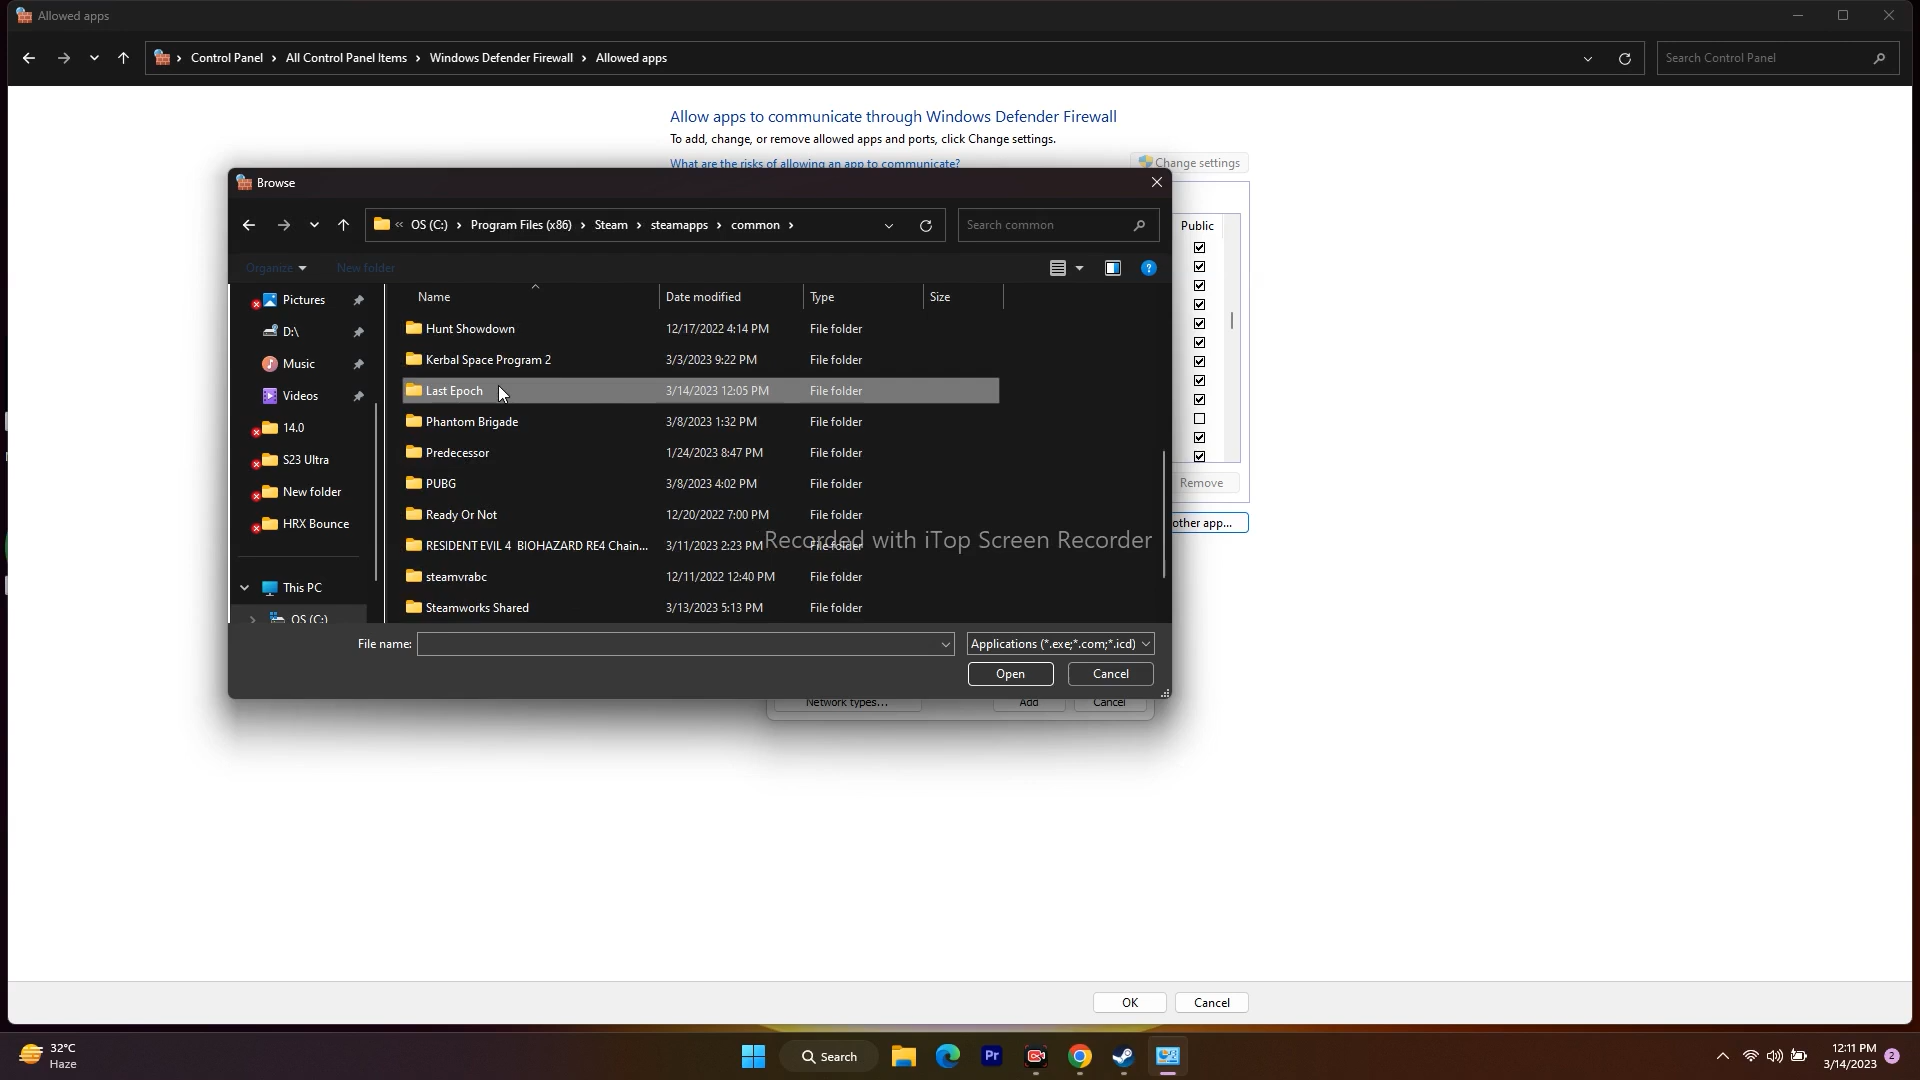 Allowed apps
Control Panel > All Control Panel Items > Windows Defender Firewall > Allowed apps
Search Control Panel
Allow apps to communicate through Windows Defender Firewall
To add, change, or remove allowed apps and ports, click Change settings.
What are the risks of allowing an app to communicate?
Change settings
Browse
« OS (C:) > Program Files (x86) > Steam > steamapps > common >
Search common
Public
Organize
New folder
Name Date modified Type Size
Pictures
D:\
Music
Videos
14.0
S23 Ultra
New folder
HRX Bounce
This PC
OS (C:)
Hunt Showdown 12/17/2022 4:14 PM File folder
Kerbal Space Program 2 3/3/2023 9:22 PM File folder
Last Epoch 3/14/2023 12:05 PM File folder
Phantom Brigade 3/8/2023 1:32 PM File folder
Predecessor 1/24/2023 8:47 PM File folder
PUBG 3/8/2023 4:02 PM File folder
Ready Or Not 12/20/2022 7:00 PM File folder
RESIDENT EVIL 4 BIOHAZARD RE4 Chain... 3/11/2023 2:23 PM File folder
steamvrabc 12/11/2022 12:40 PM File folder
Steamworks Shared 3/13/2023 5:13 PM File folder
Recorded with iTop Screen Recorder
Remove
other app...
File name:
Applications (*.exe;*.com;*.icd)
Open
Cancel
Network types...
Add
Cancel
OK
Cancel
32°C
Haze
Search
Pr
12:11 PM
3/14/2023
2